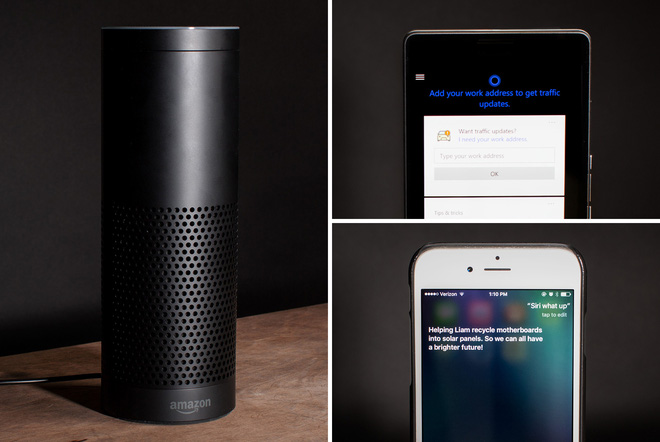 amazon
Add your work address to get traffic
updates.
Want traffic updates?
I need your work address.
Type your work address
OK
Tips & tricks
Verizon 1:10 PM
"Siri what up"
tap to edit
Helping Liam recycle motherboards
into solar panels. So we can all have
a brighter future!